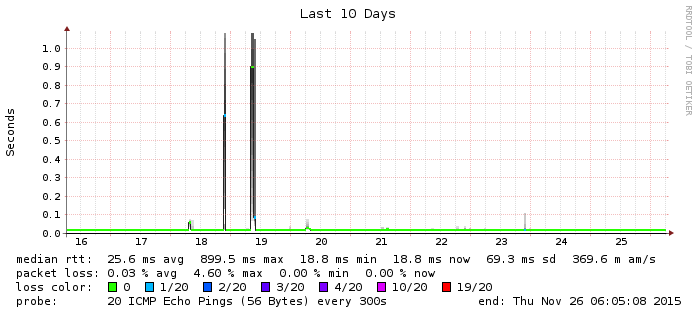 Last 10 Days
RRDTOOL / TOBI OETIKER
Seconds
1.0
0.9
0.8
0.7
0.6
0.5
0.4
0.3
0.2
0.1
0.0
16 17 18 19 20 21 22 23 24 25
median rtt: 25.6 ms avg 899.5 ms max 18.8 ms min 18.8 ms now 69.3 ms sd 369.6 m am/s
packet loss: 0.03 % avg 4.60 % max 0.00 % min 0.00 % now
loss color: 0 1/20 2/20 3/20 4/20 10/20 19/20
probe: 20 ICMP Echo Pings (56 Bytes) every 300s end: Thu Nov 26 06:05:08 2015